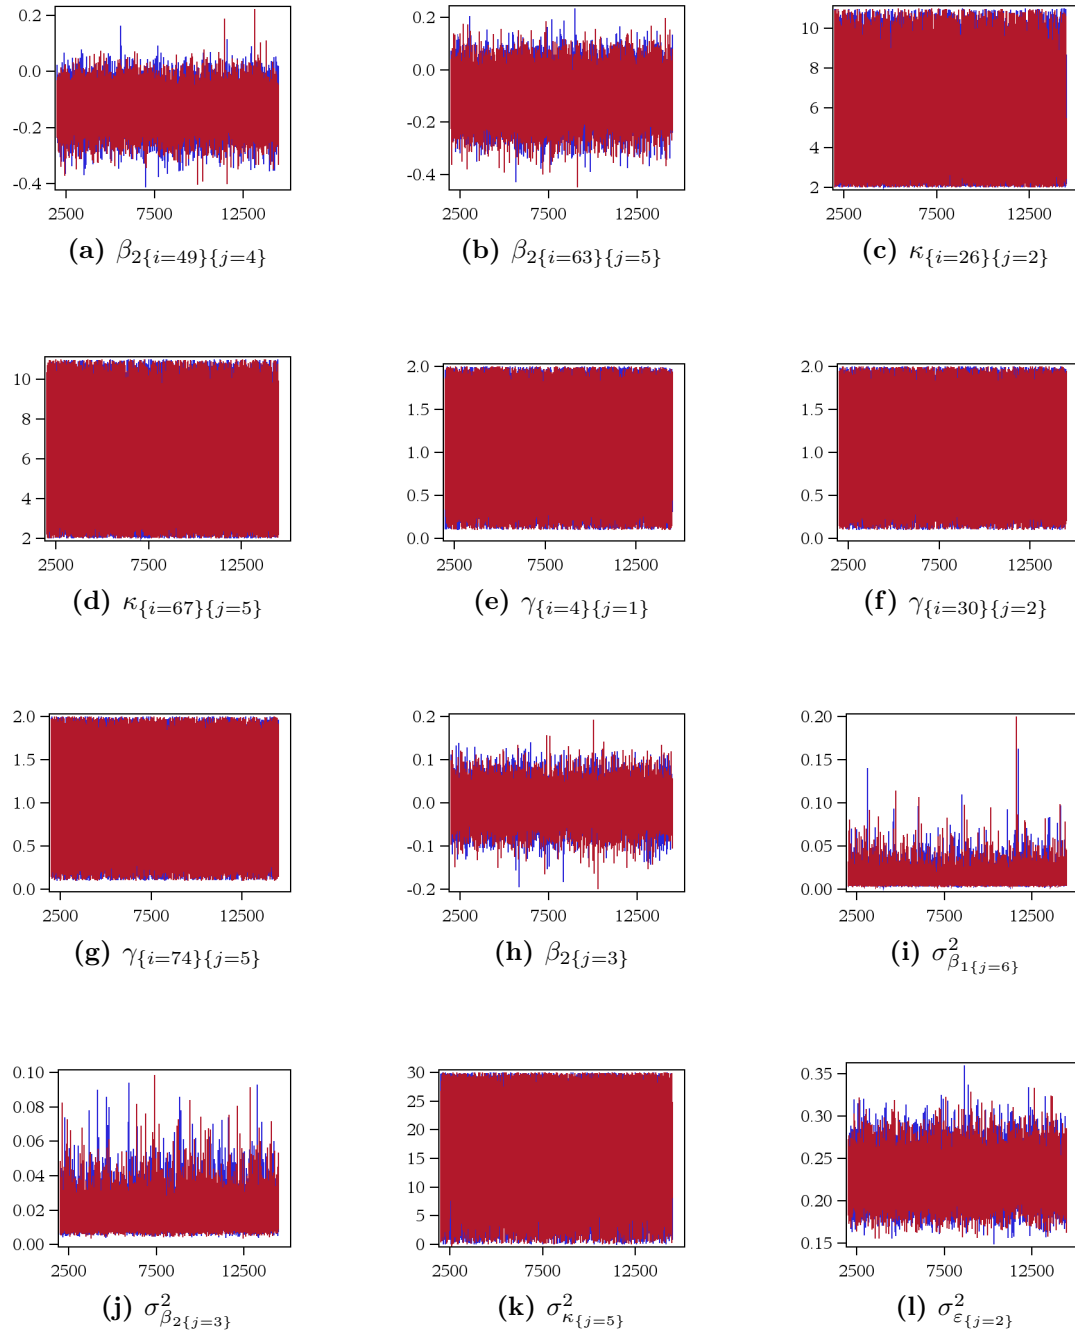 0.2
0.0
-0.2
-0.4
2500 7500 12500
(a) β2{i=49}{j=4}
0.2
0.0
-0.2
-0.4
2500 7500 12500
(b) β2{i=63}{j=5}
10
8
6
4
2
2500 7500 12500
(c) κ{i=26}{j=2}
10
8
6
4
2
2500 7500 12500
(d) κ{i=67}{j=5}
2.0
1.5
1.0
0.5
0.0
2500 7500 12500
(e) γ{i=4}{j=1}
2.0
1.5
1.0
0.5
0.0
2500 7500 12500
(f) γ{i=30}{j=2}
2.0
1.5
1.0
0.5
0.0
2500 7500 12500
(g) γ{i=74}{j=5}
0.2
0.1
0.0
-0.1
-0.2
2500 7500 12500
(h) β2{j=3}
0.20
0.15
0.10
0.05
0.00
2500 7500 12500
(i) σ²β1{j=6}
0.10
0.08
0.06
0.04
0.02
0.00
2500 7500 12500
(j) σ²β2{j=3}
30
25
20
15
10
5
0
2500 7500 12500
(k) σ²κ{j=5}
0.35
0.30
0.25
0.20
0.15
2500 7500 12500
(l) σ²ε{j=2}